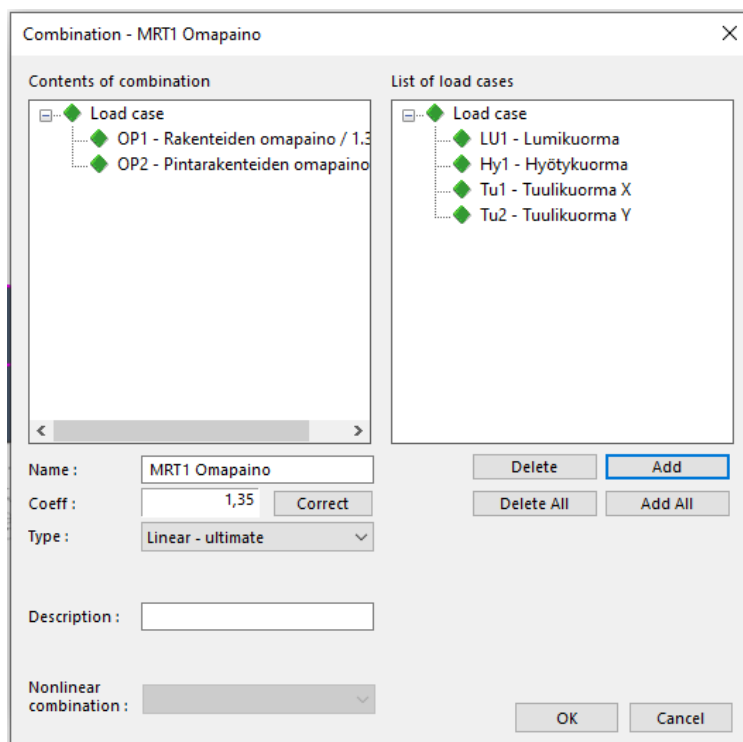 Combination - MRT1 Omapaino
Contents of combination
Load case
OP1 - Rakenteiden omapaino / 1.3
OP2 - Pintarakenteiden omapaino
List of load cases
Load case
LU1 - Lumikuorma
Hy1 - Hyötykuorma
Tu1 - Tuulikuorma X
Tu2 - Tuulikuorma Y
Name : MRT1 Omapaino
Coeff : 1,35 Correct
Type : Linear - ultimate
Delete Add
Delete All Add All
Description :
Nonlinear
combination :
OK Cancel